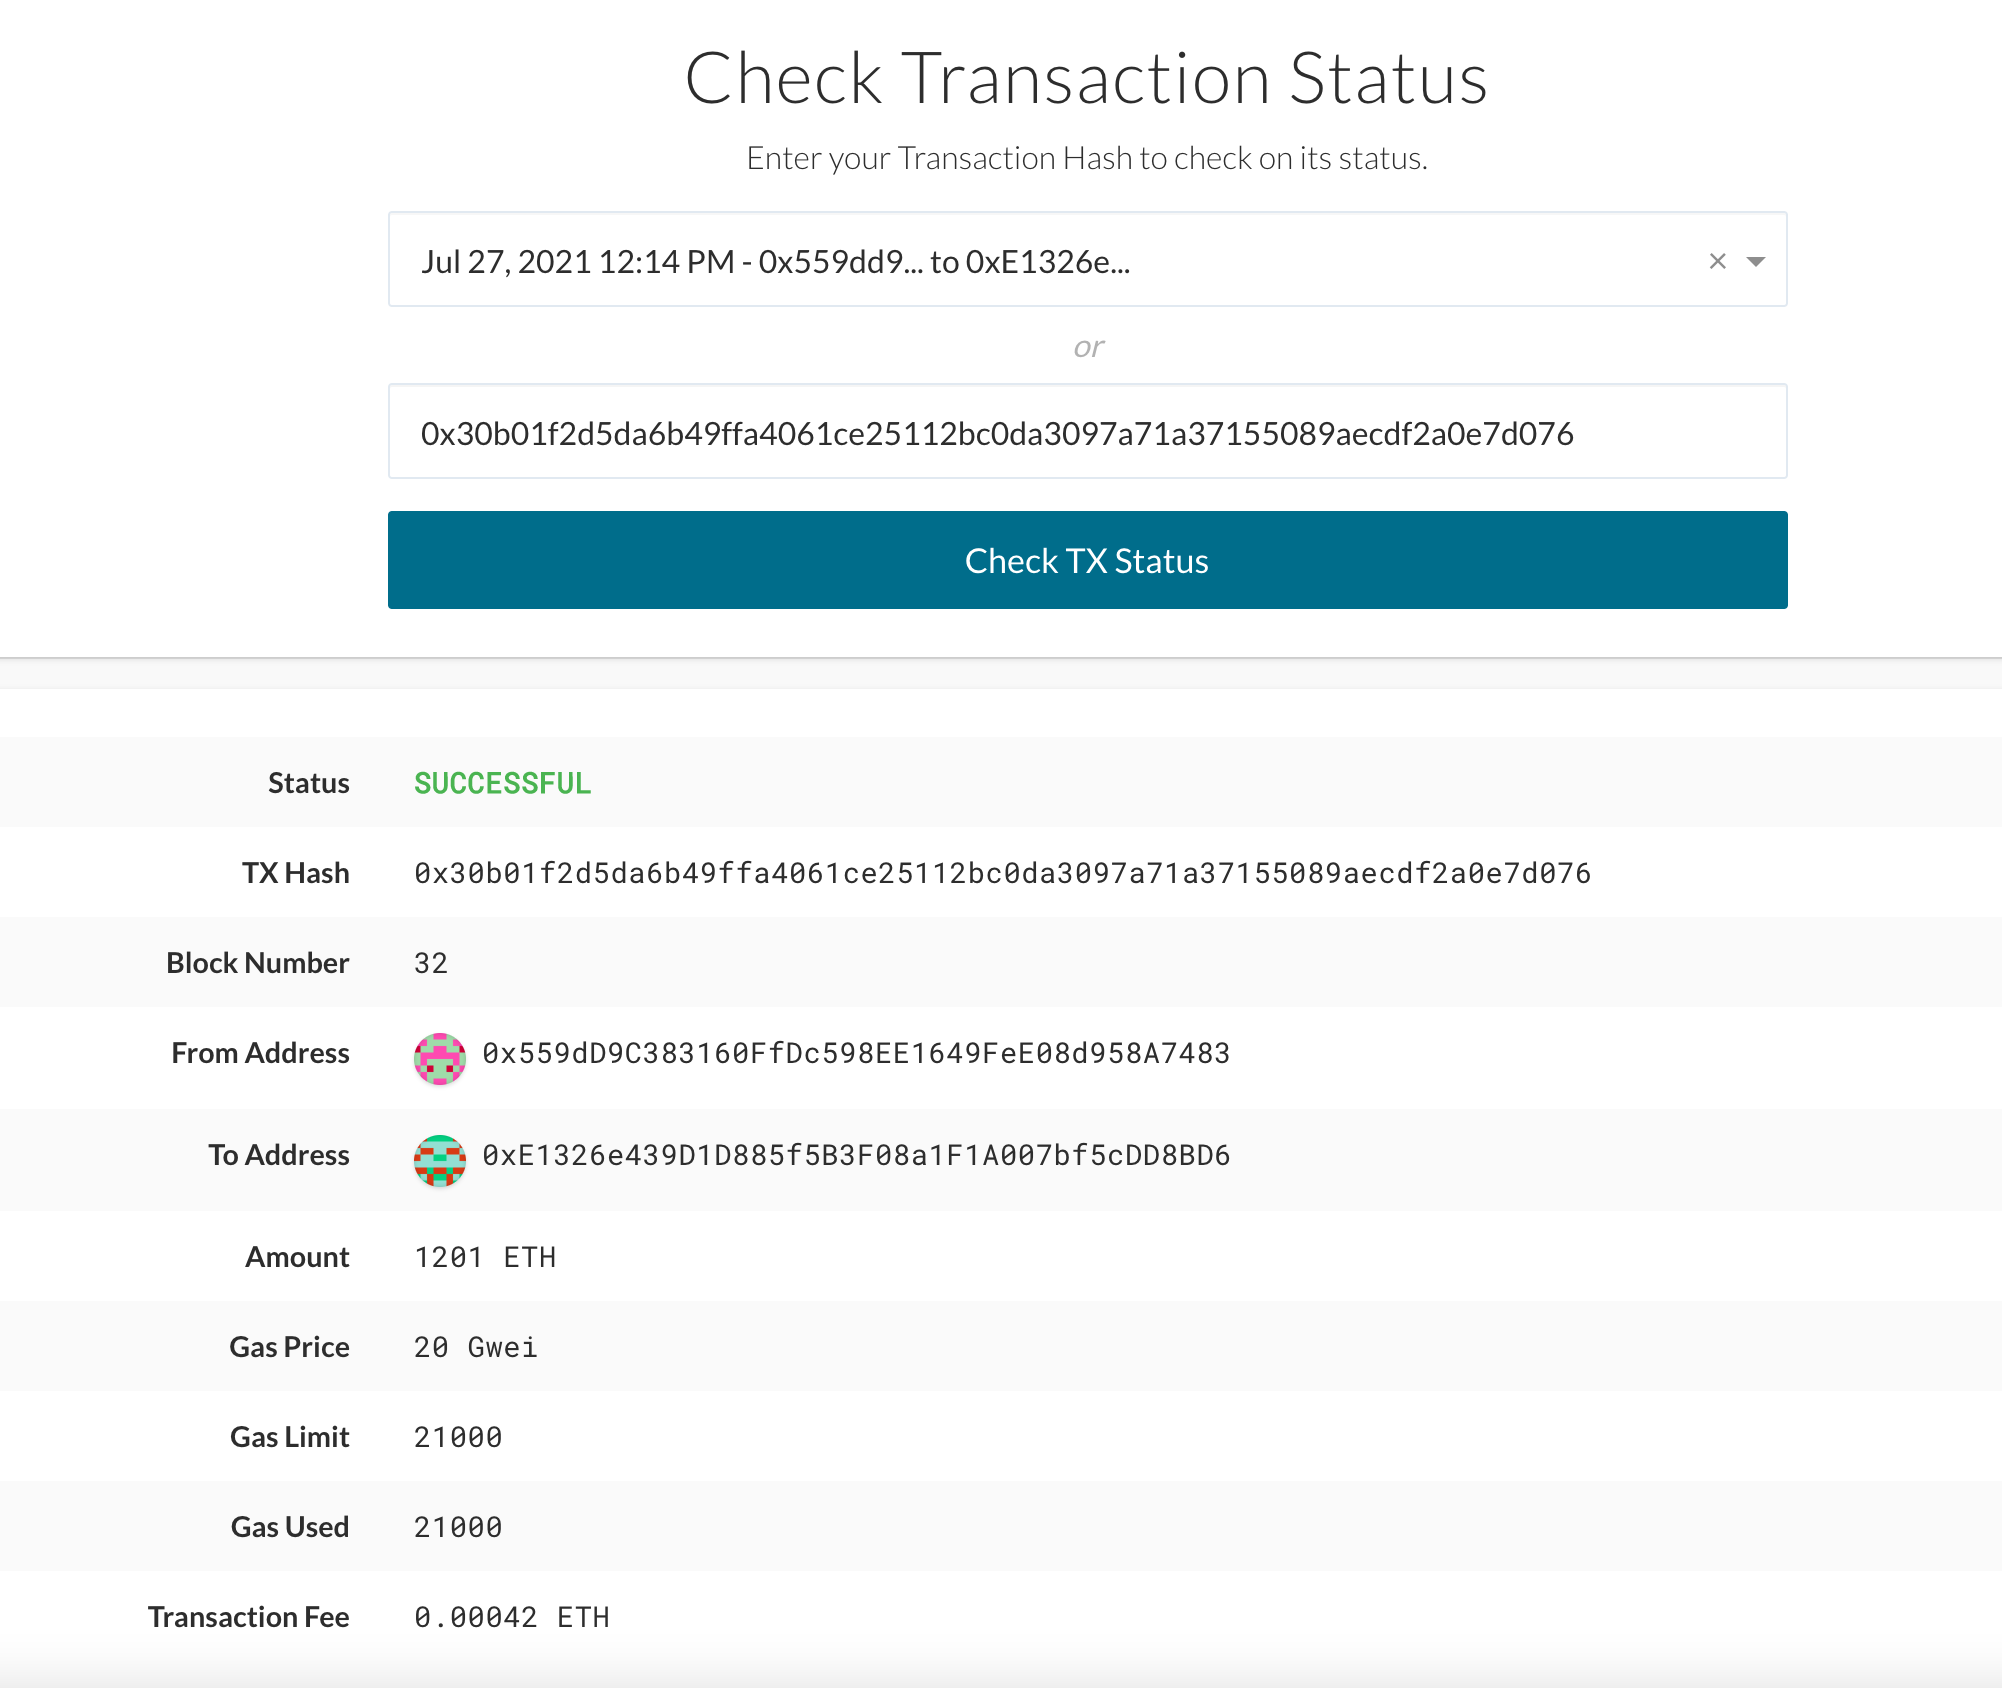 Check Transaction Status
Enter your Transaction Hash to check on its status.
Jul 27, 2021 12:14 PM - 0x559dd9... to 0xE1326e...
or
0x30b01f2d5da6b49ffa4061ce25112bc0da3097a71a37155089aecdf2a0e7d076
Check TX Status
Status SUCCESSFUL
TX Hash 0x30b01f2d5da6b49ffa4061ce25112bc0da3097a71a37155089aecdf2a0e7d076
Block Number 32
From Address 0x559dD9C383160FfDc598EE1649FeE08d958A7483
To Address 0xE1326e439D1D885f5B3F08a1F1A007bf5cDD8BD6
Amount 1201 ETH
Gas Price 20 Gwei
Gas Limit 21000
Gas Used 21000
Transaction Fee 0.00042 ETH